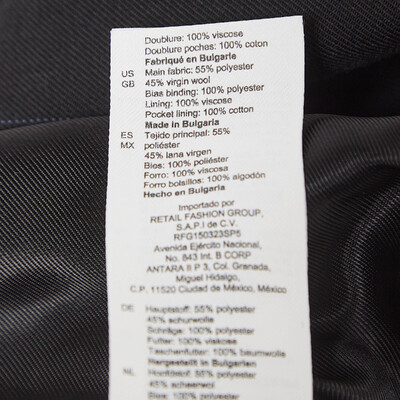 Doublure: 100% viscose
Doublure poches: 100% coton
Fabriqué en Bulgarie
US Main fabric: 55% polyester
GB 45% virgin wool
Bias binding: 100% polyester
Lining: 100% viscose
Pocket lining: 100% cotton
Made in Bulgaria
ES Tejido principal: 55%
MX poliéster
45% lana virgen
Bies: 100% poliéster
Forro: 100% viscosa
Forro bolsillos: 100% algodón
Hecho en Bulgaria
Importado por
RETAIL FASHION GROUP,
S.A.P.I de C.V.
RFG150323SP5
Avenida Ejército Nacional,
No. 843 Int. B CORP
ANTARA II P 3, Col. Granada,
Miguel Hidalgo,
C.P. 11520 Ciudad de México, México
DE Hauptstoff: 55% polyester
45% schurwolle
Schräge: 100% polyester
Futter: 100% viskose
Taschenfutter: 100% baumwolle
Hergestellt in Bulgarien
NL Hoofdstof: 55% polyester
45% scheerwol
100% polyester